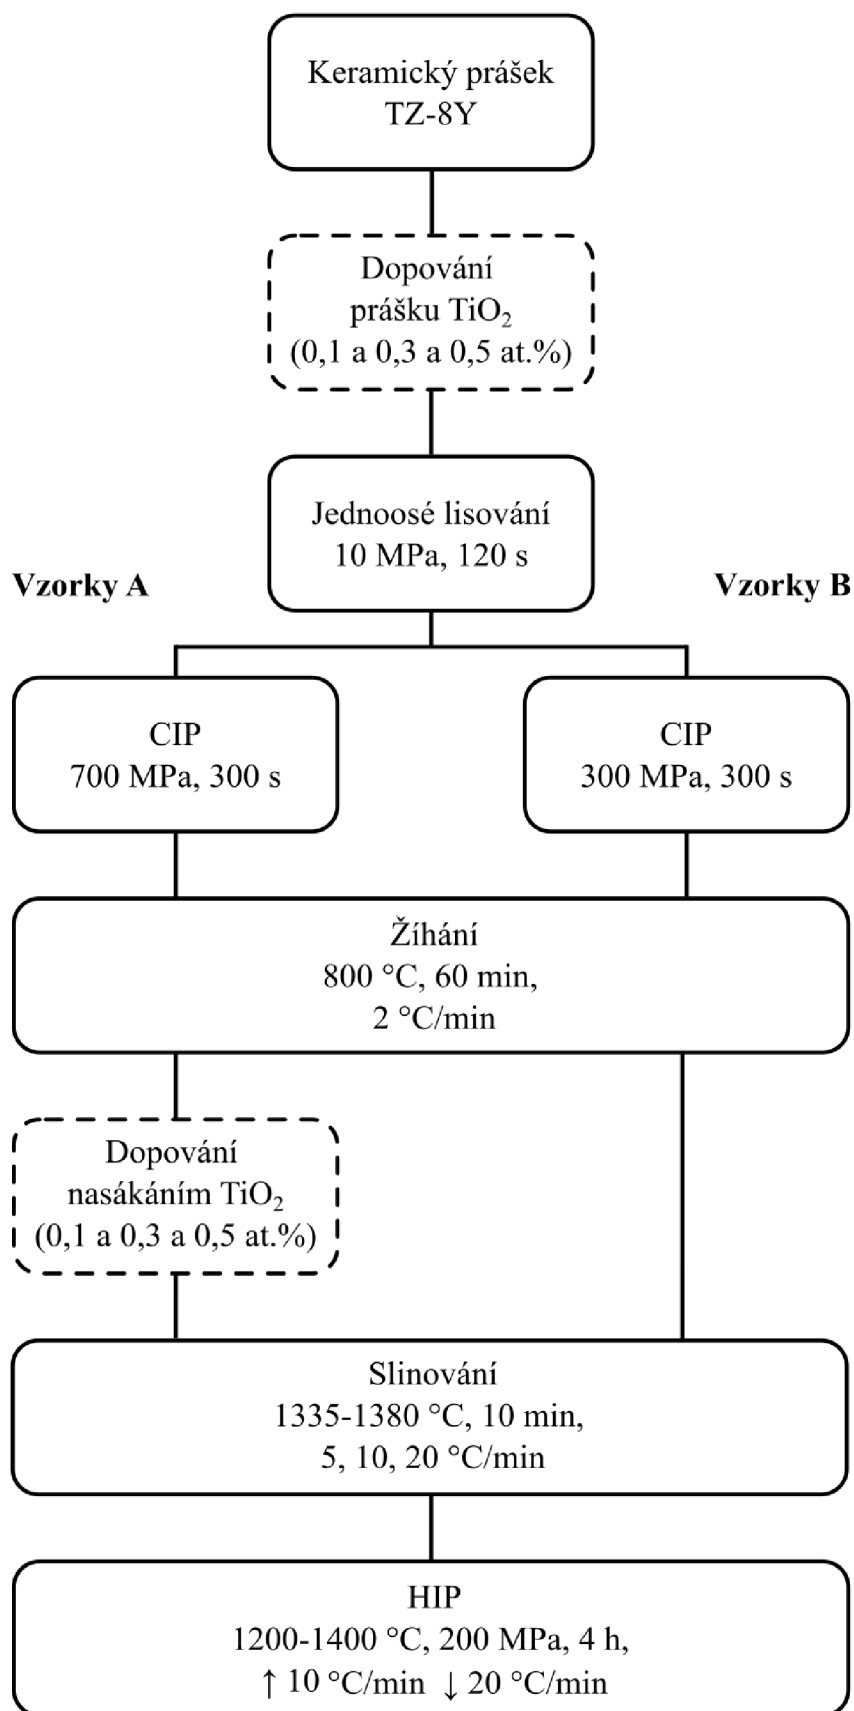 Keramický prášek
TZ-8Y
Dopování
prášku TiO₂
(0,1 a 0,3 a 0,5 at.%)
Jednoosé lisování
10 MPa, 120 s
Vzorky A
Vzorky B
CIP
700 MPa, 300 s
CIP
300 MPa, 300 s
Žíhání
800 °C, 60 min,
2 °C/min
Dopování
nasákáním TiO₂
(0,1 a 0,3 a 0,5 at.%)
Slinování
1335-1380 °C, 10 min,
5, 10, 20 °C/min
HIP
1200-1400 °C, 200 MPa, 4 h,
↑ 10 °C/min ↓ 20 °C/min